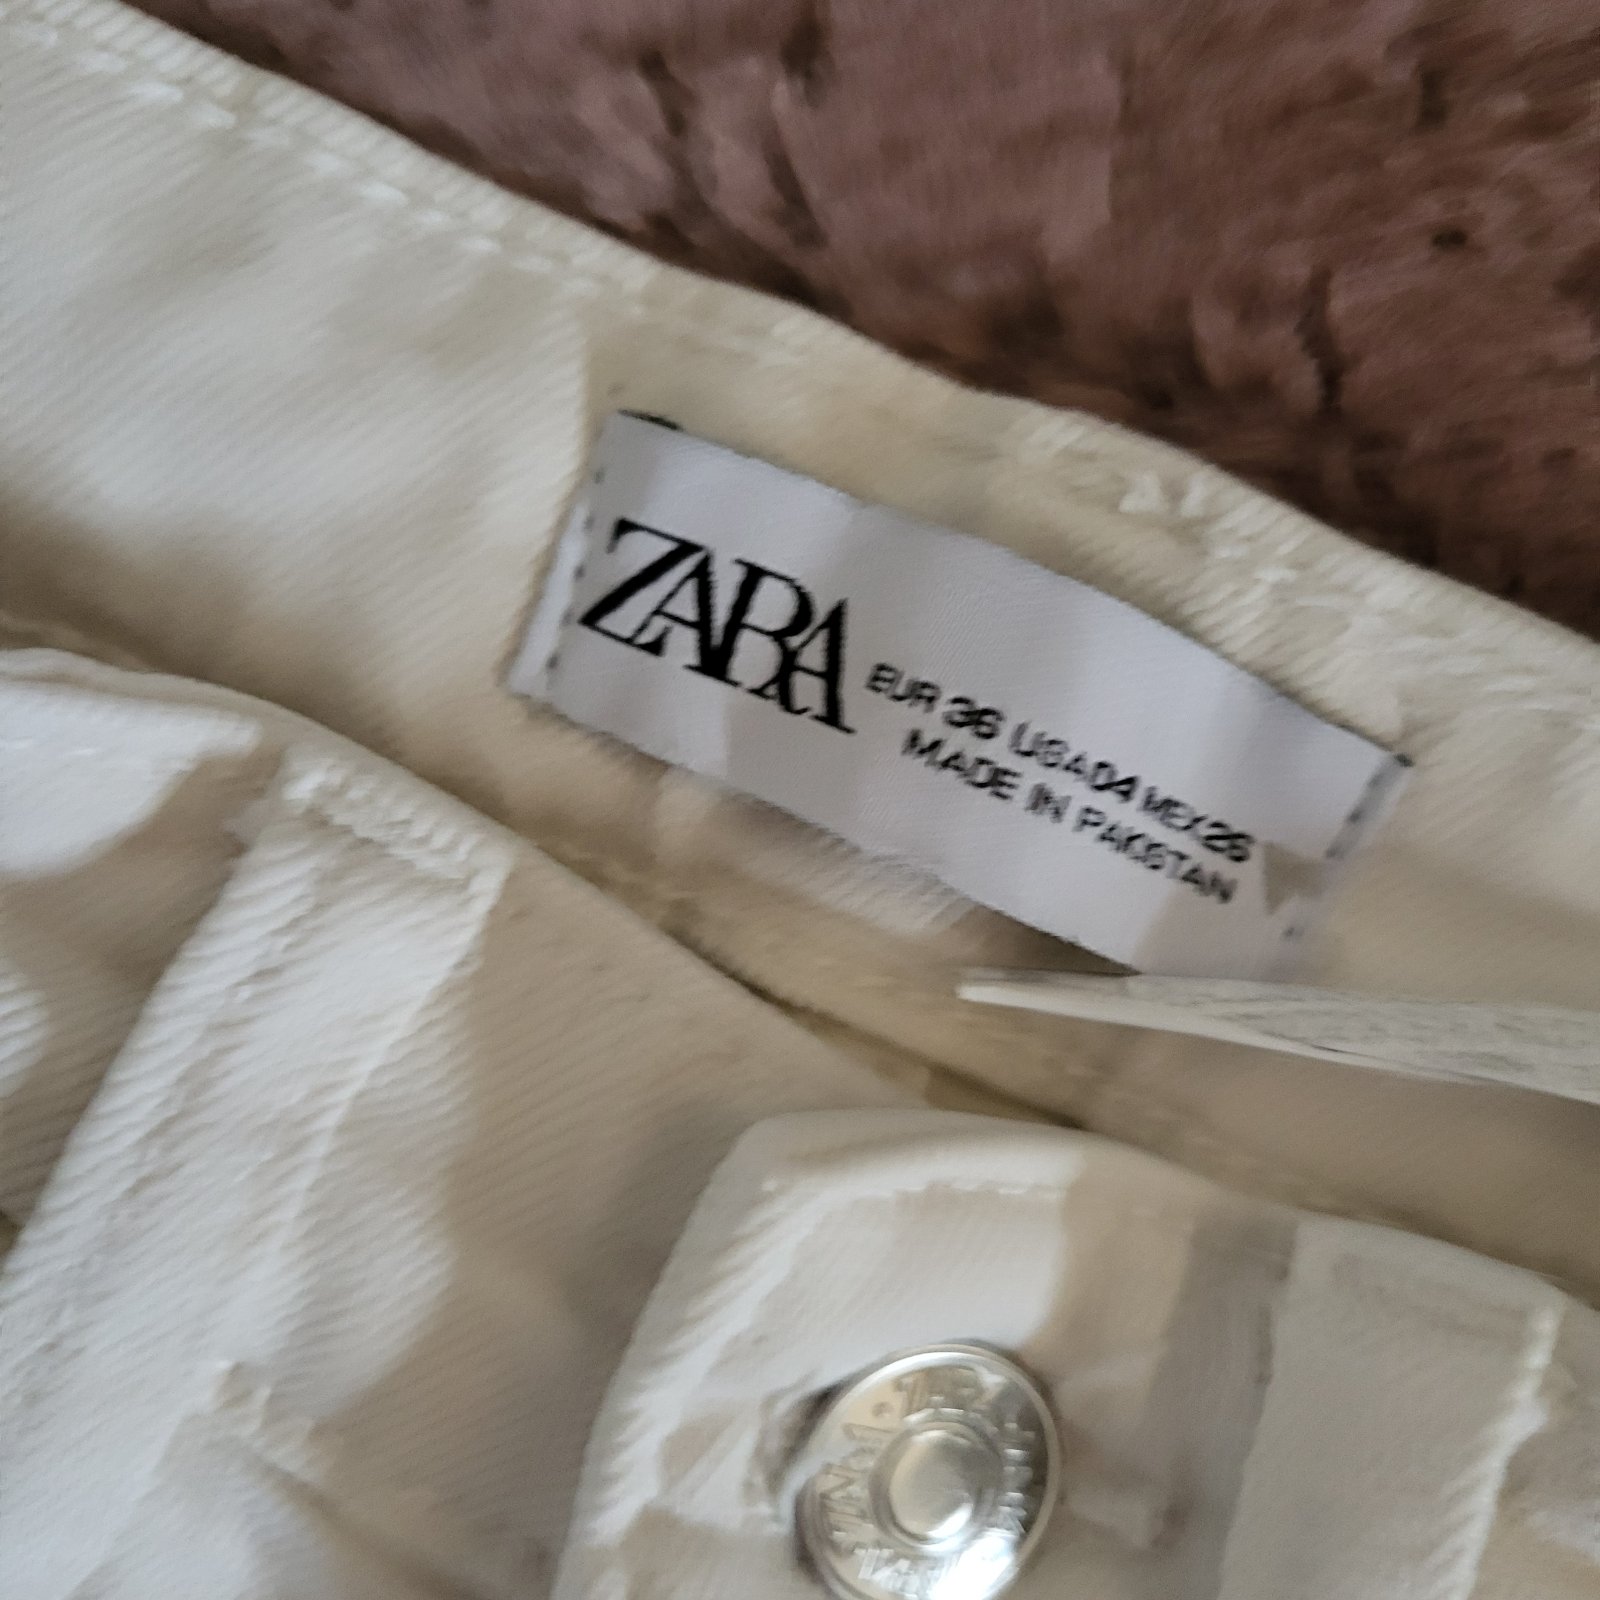 ZARA
EUR 36 USA 04 MEX 26
MADE IN PAKISTAN